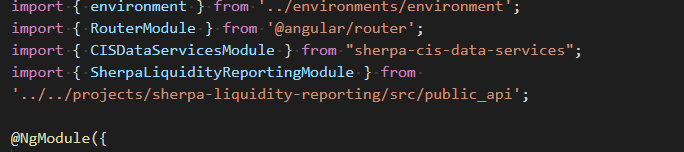 import { environment } from '../environments/environment';
import { RouterModule } from '@angular/router';
import { CISDataServicesModule } from "sherpa-cis-data-services";
import { SherpaLiquidityReportingModule } from
'../../projects/sherpa-liquidity-reporting/src/public_api';

@NgModule({